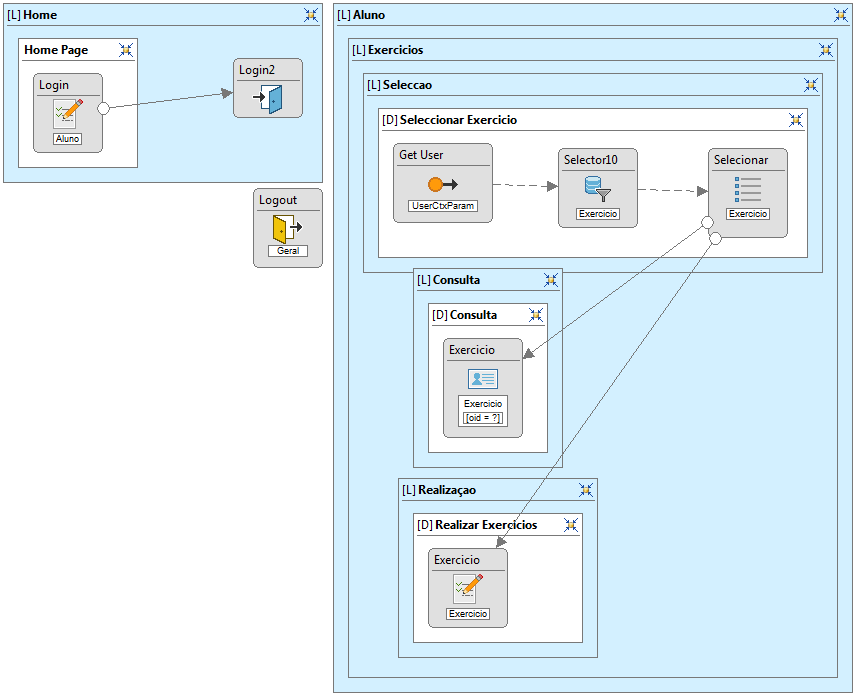 [L] Home
Home Page
Login
Aluno
Login2
Logout
Geral
[L] Aluno
[L] Exercicios
[L] Seleccao
[D] Seleccionar Exercicio
Get User
UserCtxParam
Selector10
Exercicio
Selecionar
Exercicio
[L] Consulta
[D] Consulta
Exercicio
Exercicio
[oid = ?]
[L] Realizaçao
[D] Realizar Exercicios
Exercicio
Exercicio